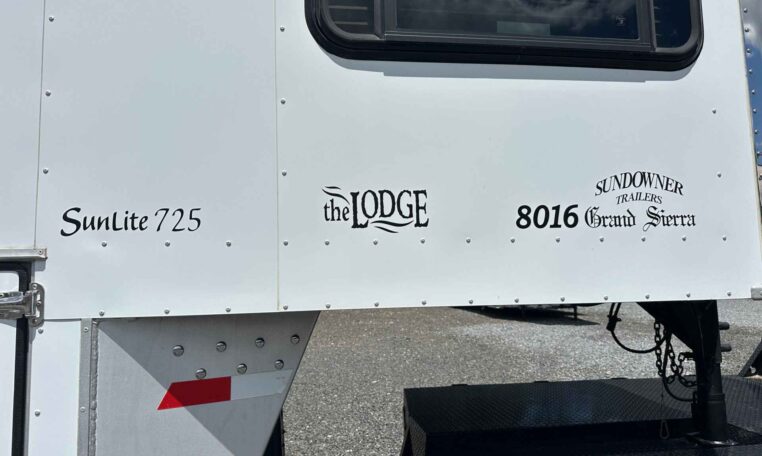 SunLite 725
the LODGE
8016
SUNDOWNER
TRAILERS
Grand Sierra